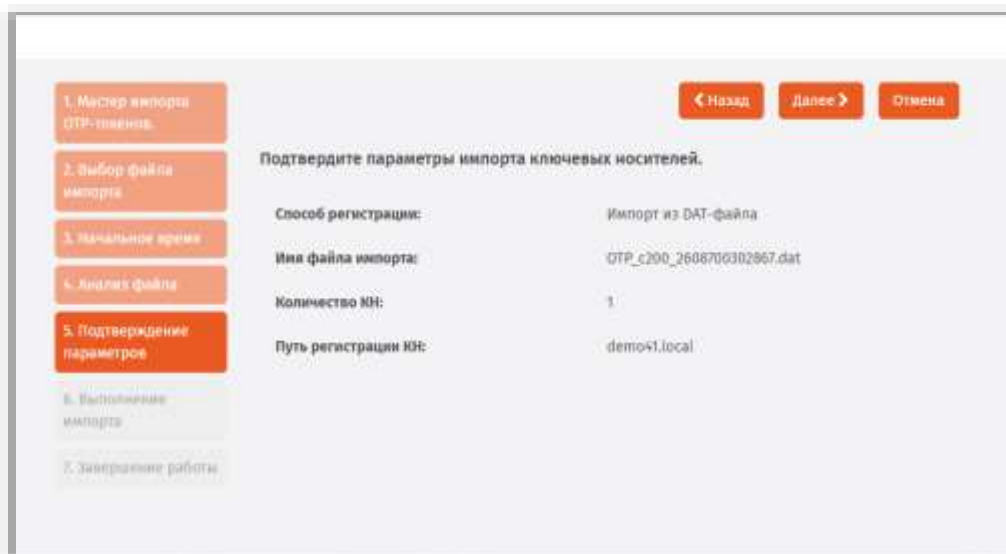 1. Мастер импорта
OTP-токенов.
2. Выбор файла
импорта
3. Начальное время
4. Анализ файла
5. Подтверждение
параметров
6. Выполнение
импорта
7. Завершение работы
Назад
Далее
Отмена
Подтвердите параметры импорта ключевых носителей.
Способ регистрации: Импорт из DAT-файла
Имя файла импорта: OTP_c200_2608700302867.dat
Количество КН: 1
Путь регистрации КН: demo41.local